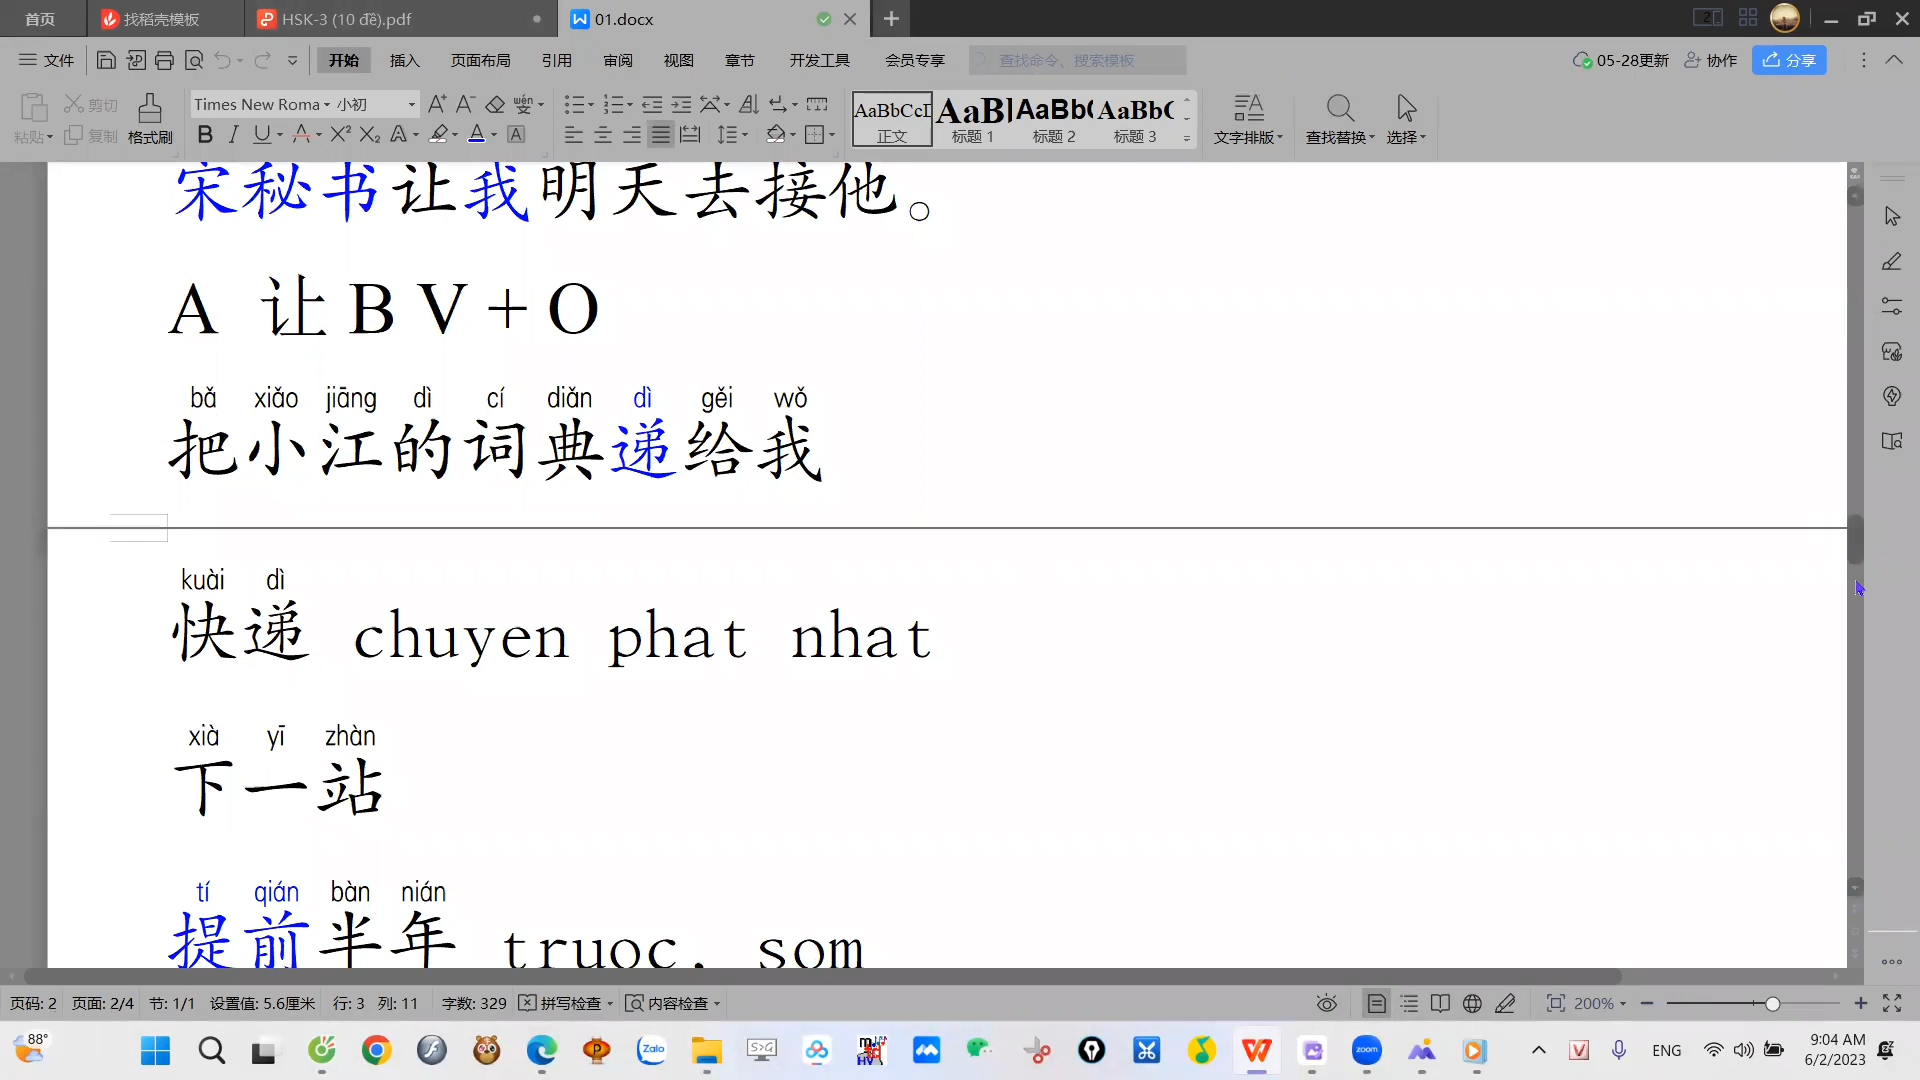 首页 找稻壳模板 HSK-3 (10 đề).pdf 01.docx
文件 开始 插入 页面布局 引用 审阅 视图 章节 开发工具 会员专享 查找命令、搜索模板 05-28更新 协作 分享
粘贴 剪切 复制 格式刷 Times New Roma 小初 正文 标题 1 标题 2 标题 3 文字排版 查找替换 选择
宋秘书让我明天去接他。
A 让 B V + O
bǎ xiǎo jiāng dì cí diǎn dì gěi wǒ
把小江的词典递给我
kuài dì
快递 chuyen phat nhat
xià yī zhàn
下一站
tí qián bàn nián
提前半年 truoc, som
页码: 2 页面: 2/4 节: 1/1 设置值: 5.6厘米 行: 3 列: 11 字数: 329 拼写检查 内容检查 200%
88° Zalo zoom ENG 9:04 AM
6/2/2023